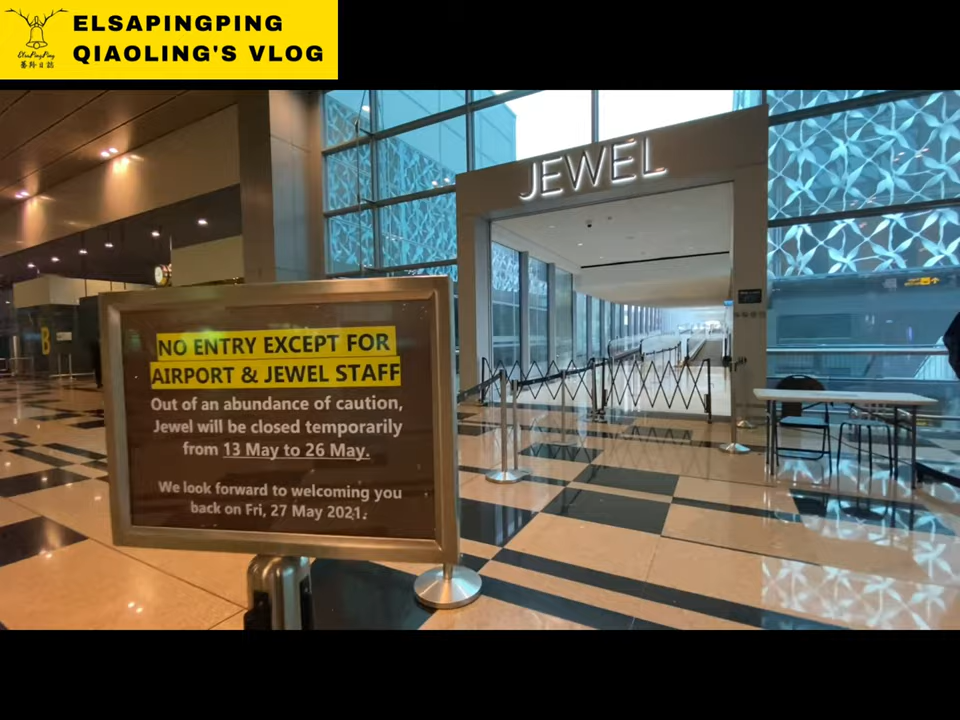 ELSAPINGPING
QIAOLING'S VLOG
ElsaPingPing
JEWEL
NO ENTRY EXCEPT FOR
AIRPORT & JEWEL STAFF
Out of an abundance of caution,
Jewel will be closed temporarily
from 13 May to 26 May.
We look forward to welcoming you
back on Fri, 27 May 2021.